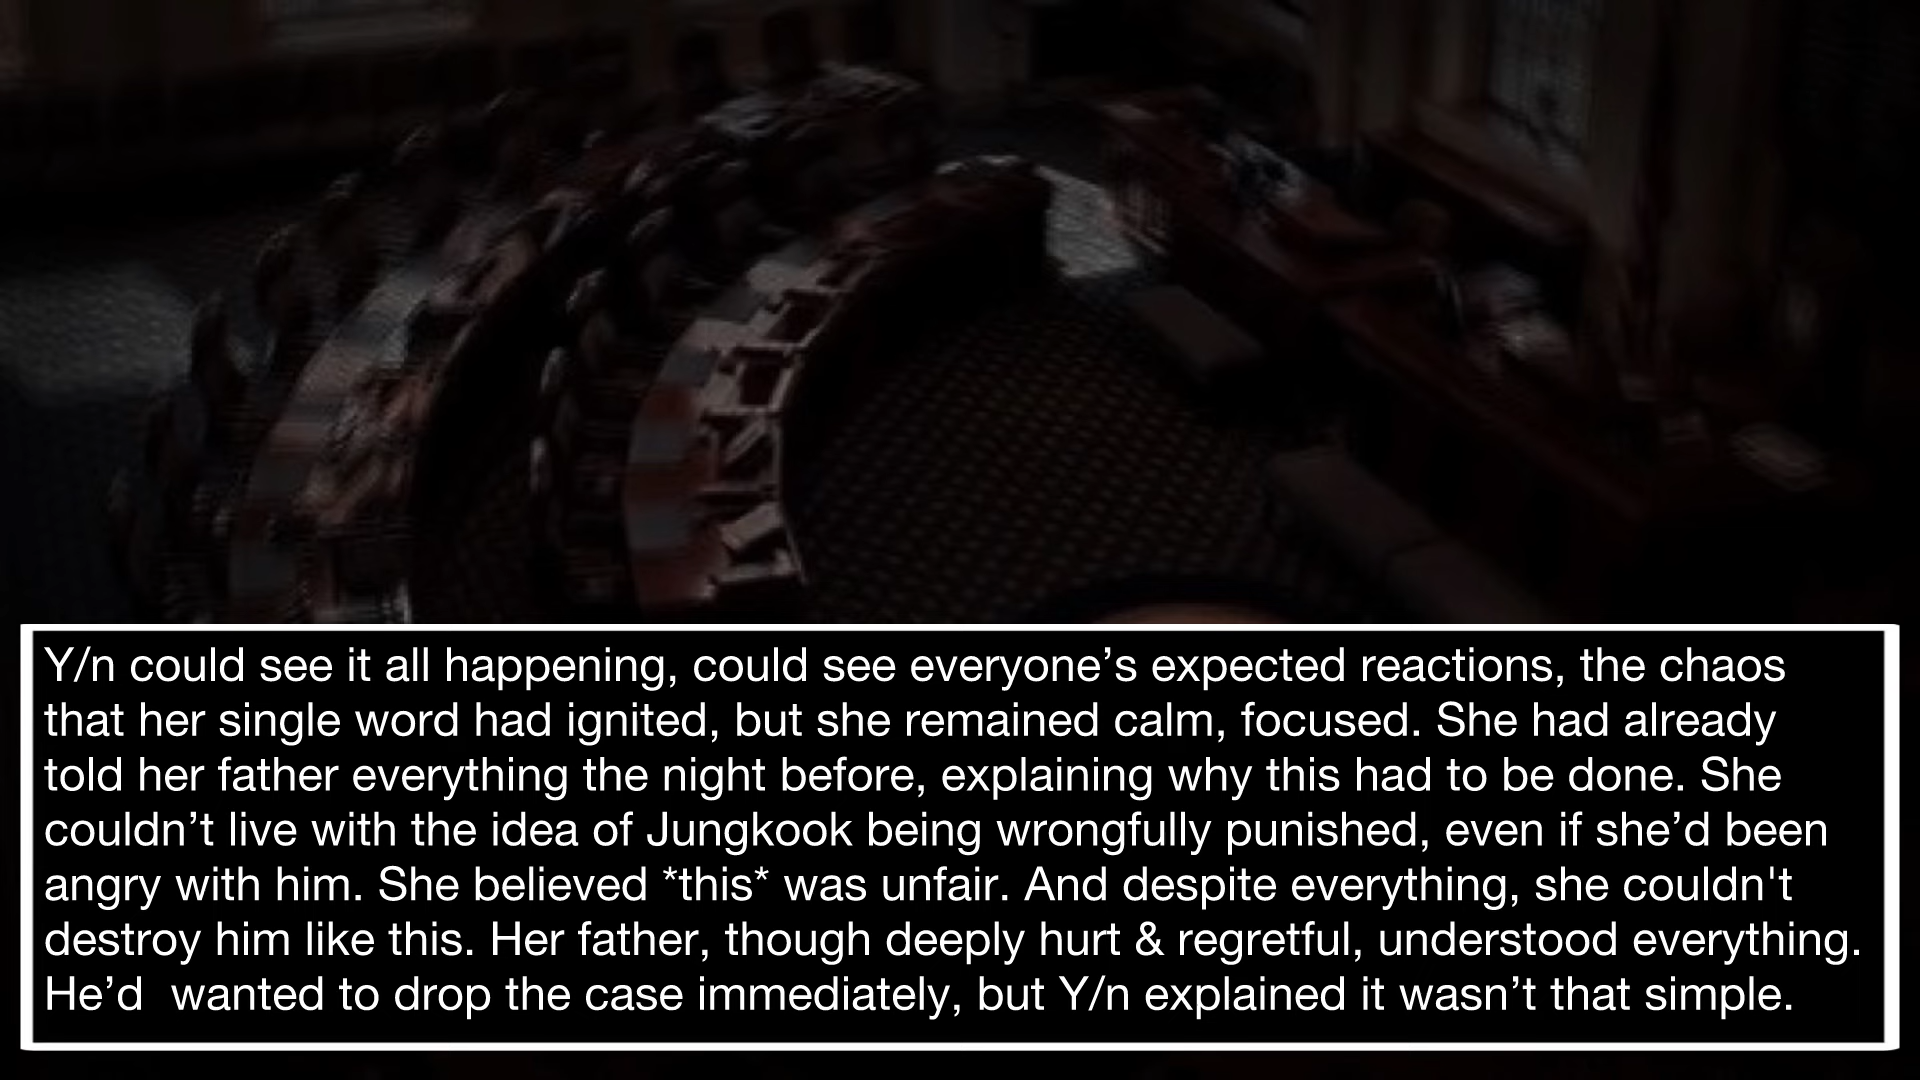 Y/n could see it all happening, could see everyone’s expected reactions, the chaos
that her single word had ignited, but she remained calm, focused. She had already
told her father everything the night before, explaining why this had to be done. She
couldn’t live with the idea of Jungkook being wrongfully punished, even if she’d been
angry with him. She believed *this* was unfair. And despite everything, she couldn't
destroy him like this. Her father, though deeply hurt & regretful, understood everything.
He’d  wanted to drop the case immediately, but Y/n explained it wasn’t that simple.